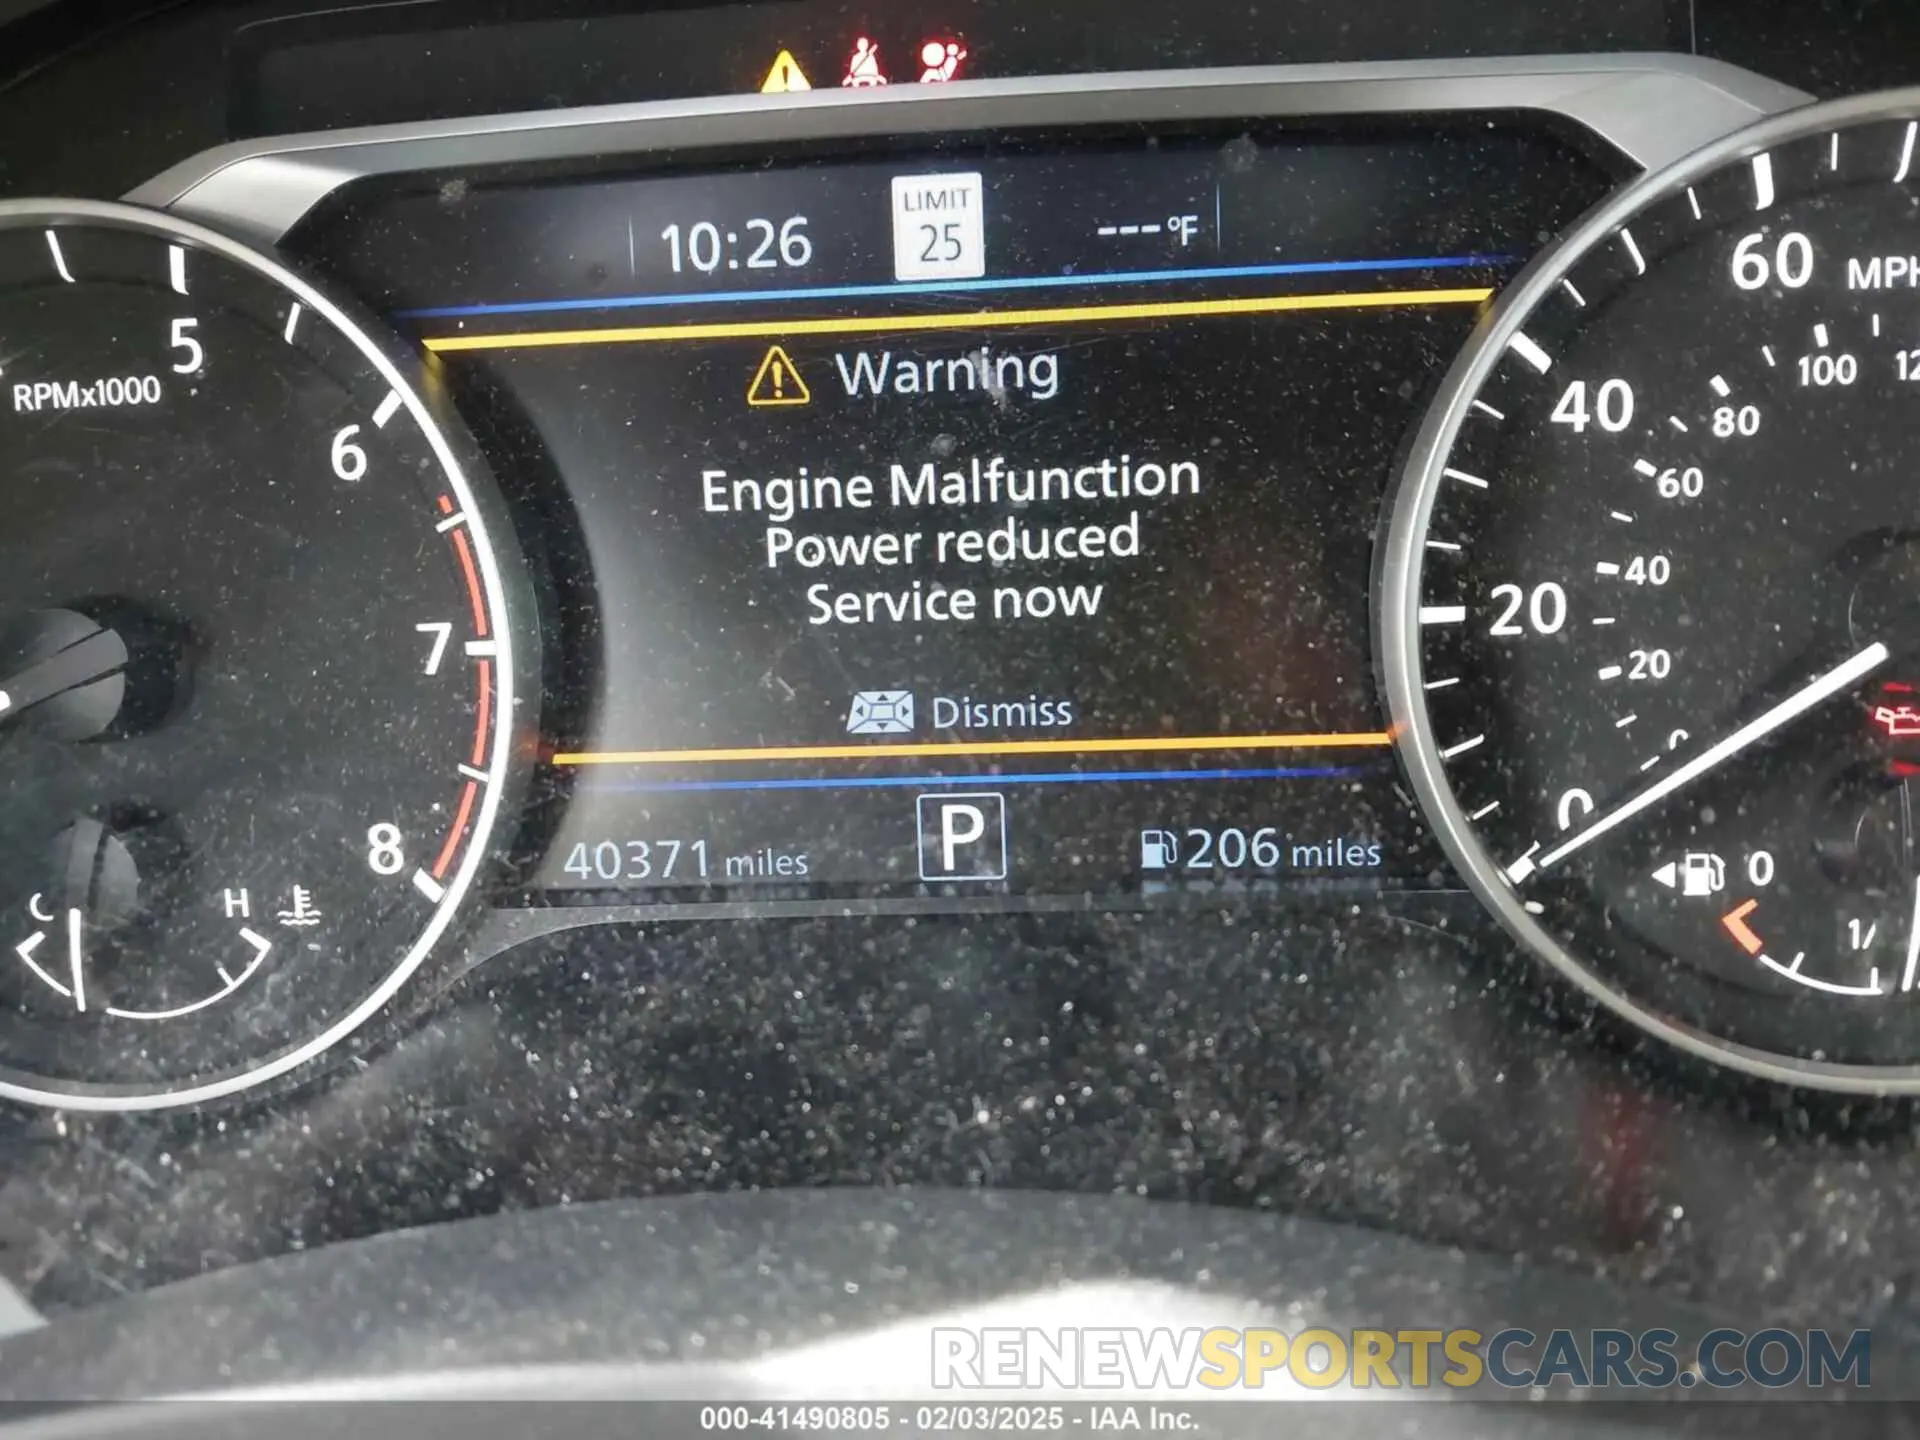 10:26
LIMIT
25
---°F
5
RPMx1000
6
7
8
C
H
Warning
Engine Malfunction
Power reduced
Service now
Dismiss
40371 miles
P
206 miles
60
MPH
40
20
0
100
80
60
40
20
0
0
RENEWSPORTSCARS.COM
000-41490805 - 02/03/2025 - IAA Inc.